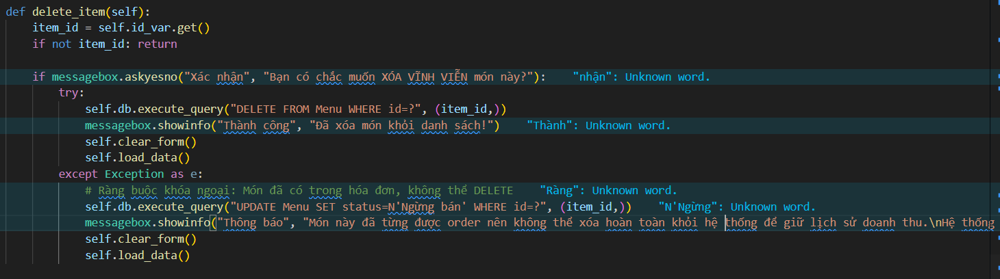 def delete_item(self):
item_id = self.id_var.get()
if not item_id: return
if messagebox.askyesno("Xác nhận", "Bạn có chắc muốn XÓA VĨNH VIỄN món này?"): "nhận": Unknown word.
try:
self.db.execute_query("DELETE FROM Menu WHERE id=?", (item_id,))
messagebox.showinfo("Thành công", "Đã xóa món khỏi danh sách!") "Thành": Unknown word.
self.clear_form()
self.load_data()
except Exception as e:
# Ràng buộc khóa ngoại: Món đã có trong hóa đơn, không thể DELETE "Ràng": Unknown word.
self.db.execute_query("UPDATE Menu SET status=N'Ngừng bán' WHERE id=?", (item_id,)) "N'Ngừng": Unknown word.
messagebox.showinfo("Thông báo", "Món này đã từng được order nên không thể xóa hoàn toàn khỏi hệ thống để giữ lịch sử doanh thu.\nHệ thống
self.clear_form()
self.load_data()